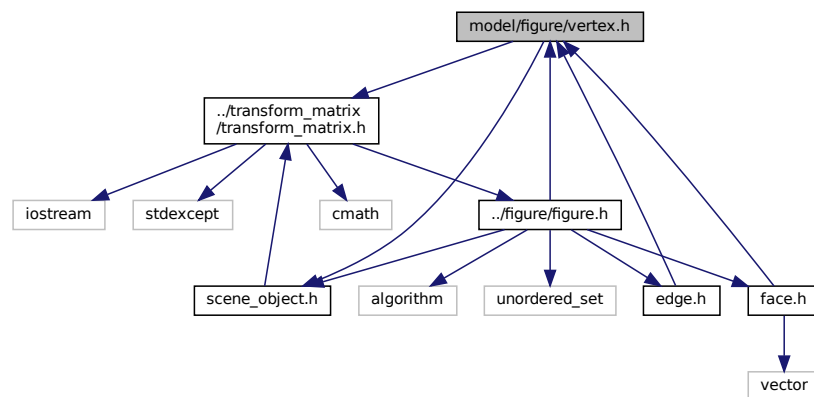 model/figure/vertex.h
../transform_matrix
/transform_matrix.h
iostream
stdexcept
cmath
../figure/figure.h
scene_object.h
algorithm
unordered_set
edge.h
face.h
vector